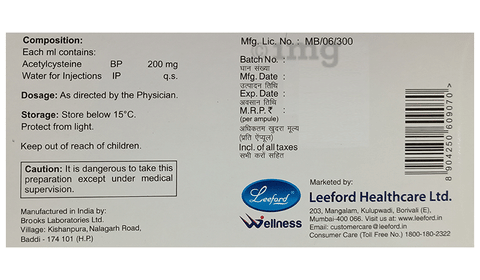 Composition:
Each ml contains:
Acetylcysteine BP 200 mg
Water for Injections IP q.s.
Dosage: As directed by the Physician.
Storage: Store below 15°C.
Protect from light.
Keep out of reach of children.
Caution: It is dangerous to take this
preparation except under medical
supervision.
Manufactured in India by:
Brooks Laboratories Ltd.
Village: Kishanpura, Nalagarh Road,
Baddi - 174 101 (H.P.)
Mfg. Lic. No. : MB/06/300
Batch No. :
घान संख्या
Mfg. Date :
उत्पादन तिथि
Exp. Date :
अवसान तिथि
M.R.P.₹ :
(per ampule)
अधिकतम खुदरा मूल्य
(प्रति ऐम्पूल)
Incl. of all taxes
सभी करों सहित
8 904250 609070 >
Leeford
Wellness
Marketed by:
Leeford Healthcare Ltd.
203, Mangalam, Kulupwadi, Borivali (E),
Mumbai-400 066. Visit us at: www.leeford.in
Email: customercare@leeford.in
Consumer Care (Toll Free No.) 1800-180-2322